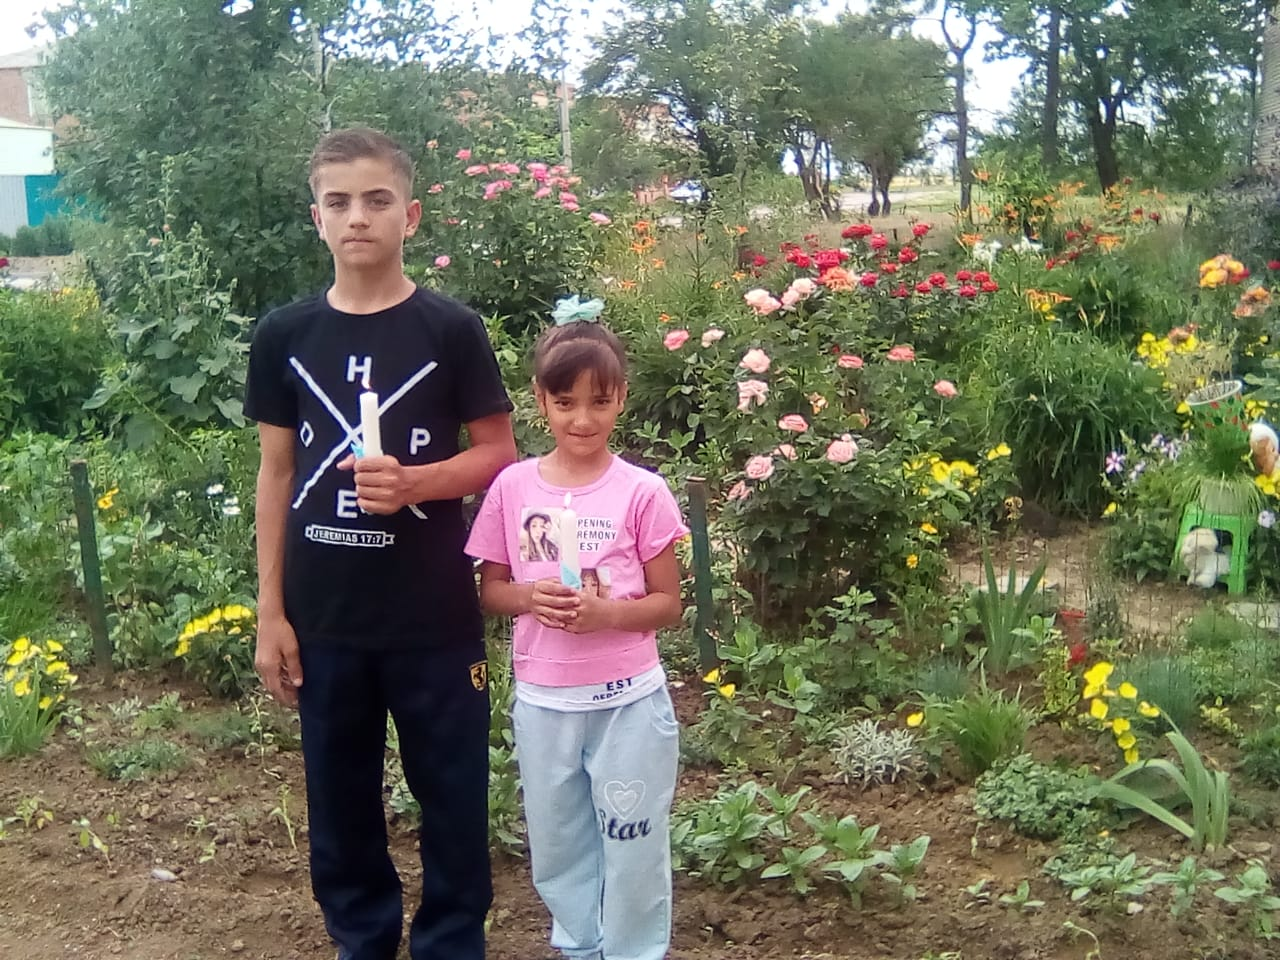 H
O P
E
JEREMIAS 17:7
PENING
REMONY
EST
EST
Star